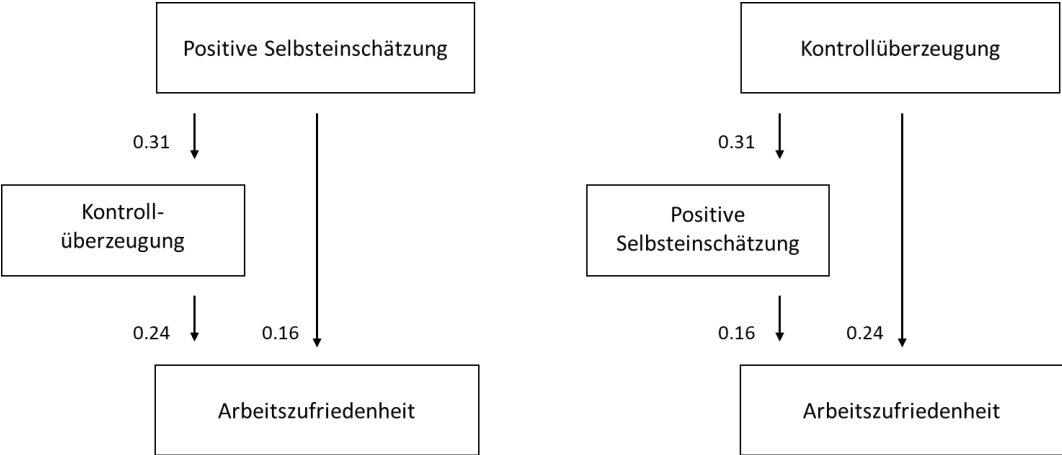 Positive Selbsteinschätzung
0.31
Kontroll-
überzeugung
0.24
0.16
Arbeitszufriedenheit
Kontrollüberzeugung
0.31
Positive
Selbsteinschätzung
0.16
0.24
Arbeitszufriedenheit